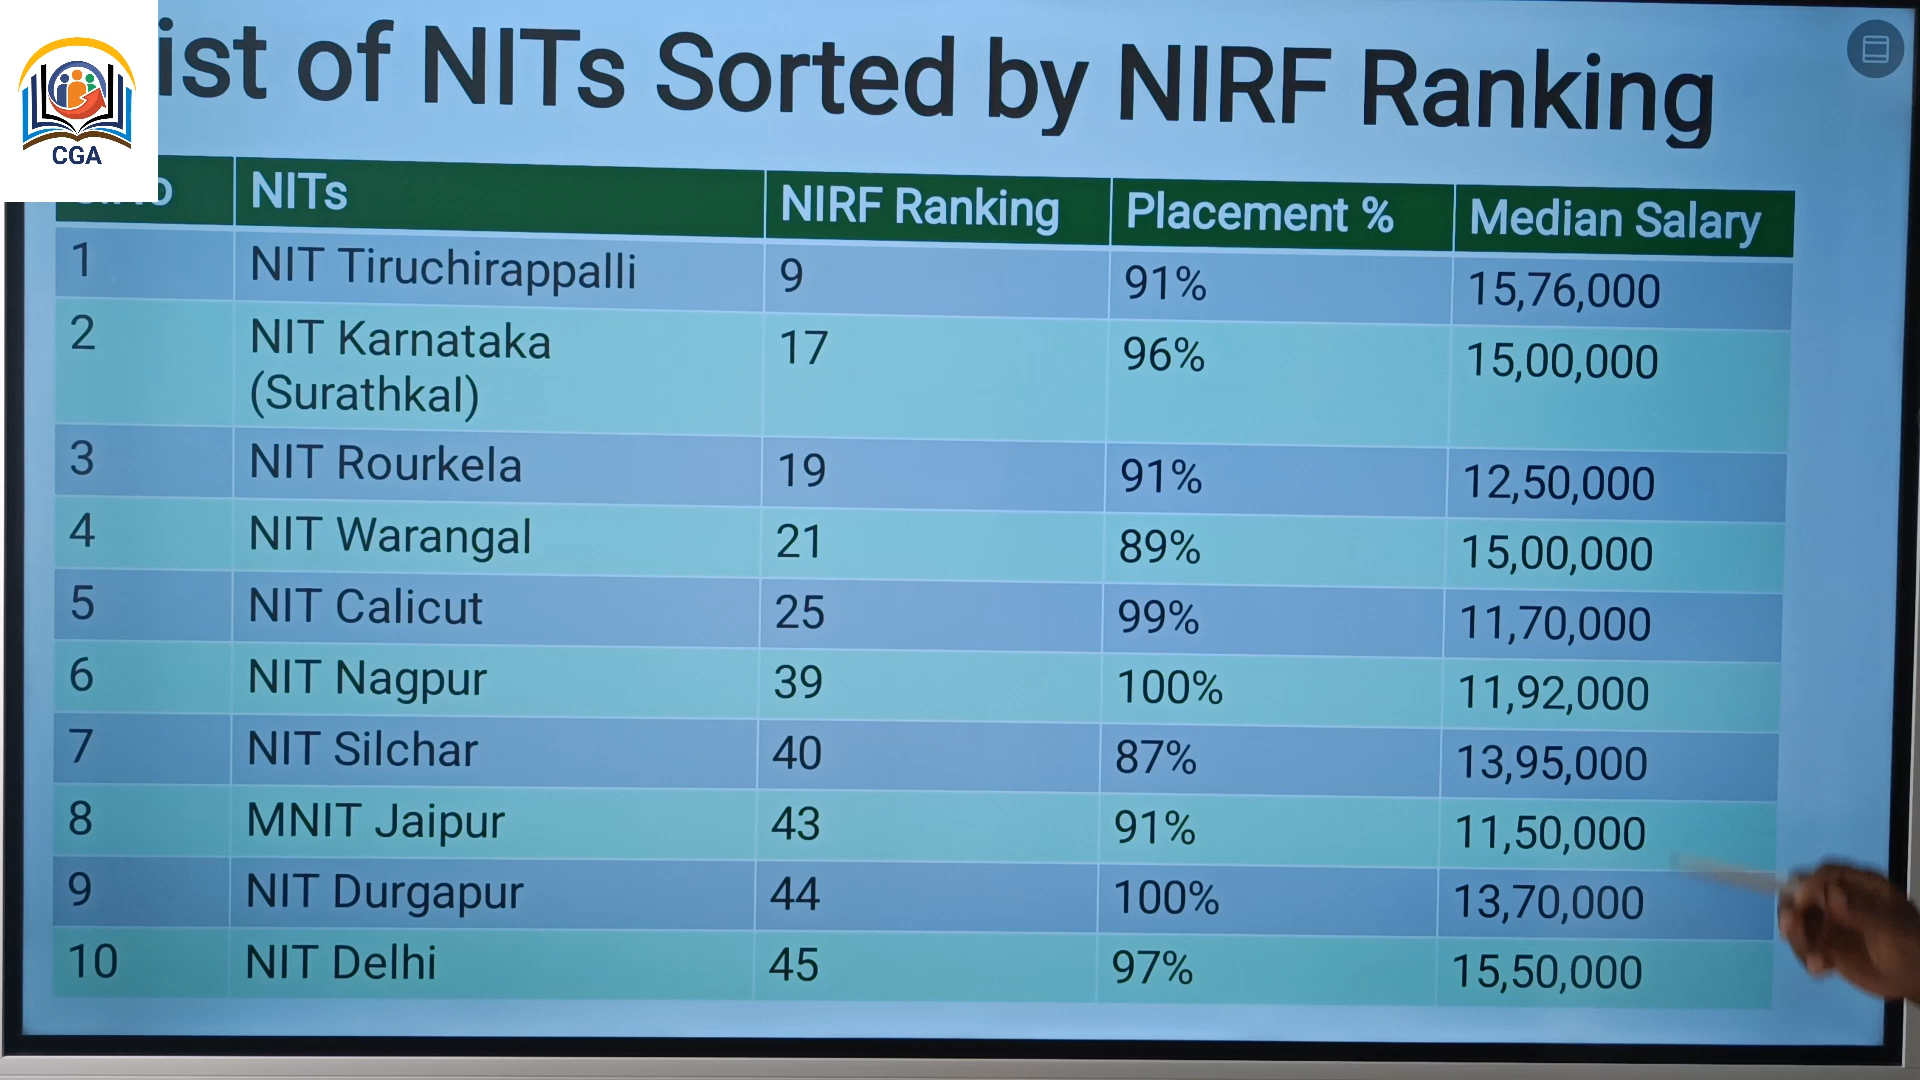 ist of NITs Sorted by NIRF Ranking
CGA
NITs NIRF Ranking Placement % Median Salary
1 NIT Tiruchirappalli 9 91% 15,76,000
2 NIT Karnataka (Surathkal) 17 96% 15,00,000
3 NIT Rourkela 19 91% 12,50,000
4 NIT Warangal 21 89% 15,00,000
5 NIT Calicut 25 99% 11,70,000
6 NIT Nagpur 39 100% 11,92,000
7 NIT Silchar 40 87% 13,95,000
8 MNIT Jaipur 43 91% 11,50,000
9 NIT Durgapur 44 100% 13,70,000
10 NIT Delhi 45 97% 15,50,000